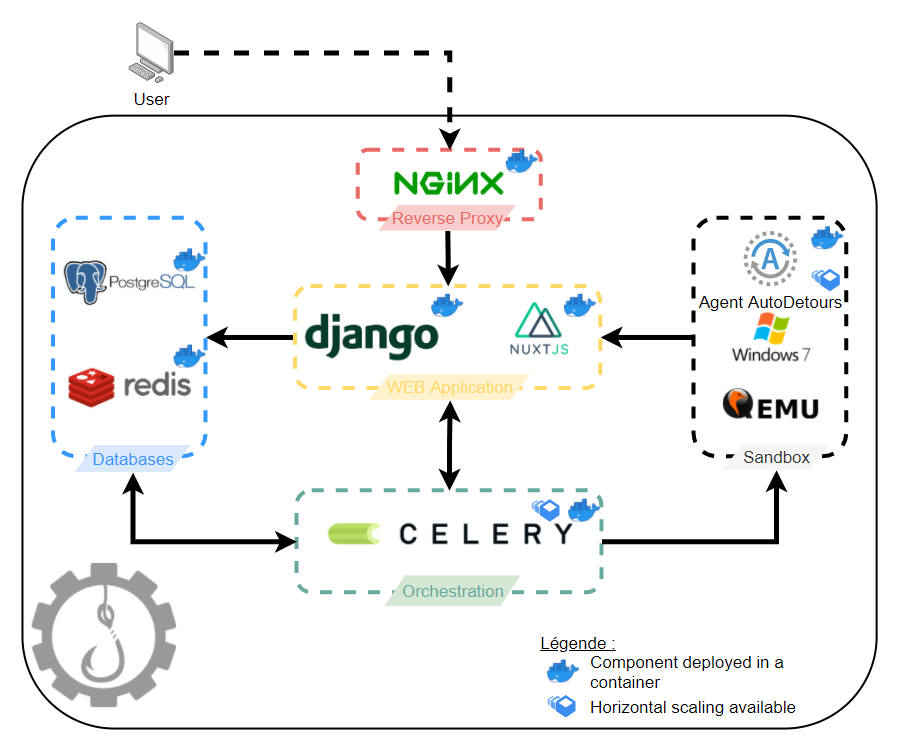 User
NGiNX
Reverse Proxy
PostgreSQL
redis
Databases
django
NUXTJS
WEB Application
A
Agent AutoDetours
Windows 7
QEMU
Sandbox
CELERY
Orchestration
Légende :
Component deployed in a
container
Horizontal scaling available